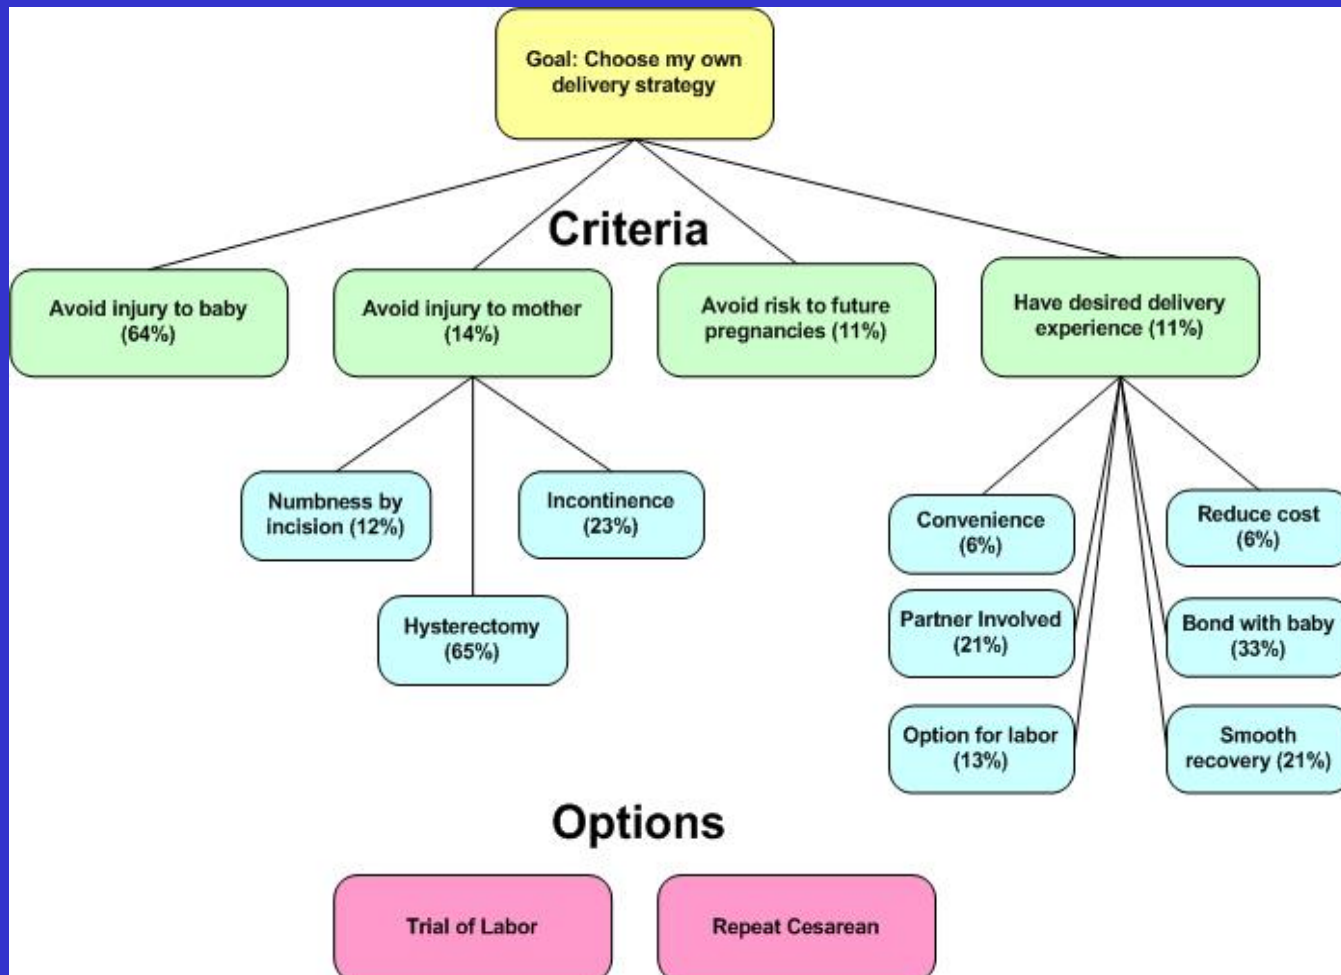 Goal: Choose my own
delivery strategy
Criteria
Avoid injury to baby
(64%)
Avoid injury to mother
(14%)
Avoid risk to future
pregnancies (11%)
Have desired delivery
experience (11%)
Numbness by
incision (12%)
Incontinence
(23%)
Hysterectomy
(65%)
Convenience
(6%)
Reduce cost
(6%)
Partner Involved
(21%)
Bond with baby
(33%)
Option for labor
(13%)
Smooth
recovery (21%)
Options
Trial of Labor
Repeat Cesarean